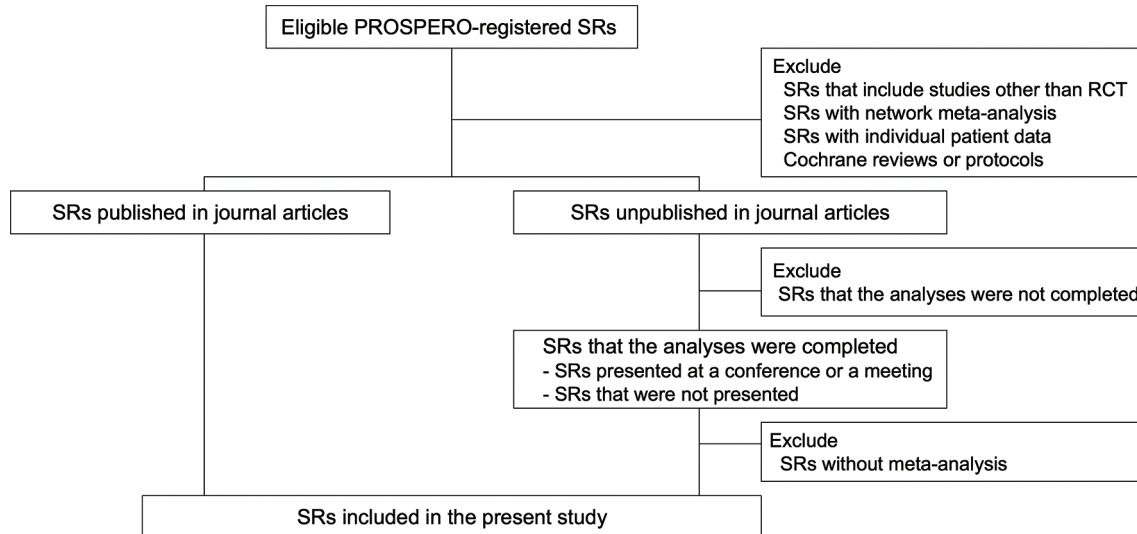 Eligible PROSPERO-registered SRs
Exclude
SRs that include studies other than RCT
SRs with network meta-analysis
SRs with individual patient data
Cochrane reviews or protocols
SRs published in journal articles
SRs unpublished in journal articles
Exclude
SRs that the analyses were not completed
SRs that the analyses were completed
- SRs presented at a conference or a meeting
- SRs that were not presented
Exclude
SRs without meta-analysis
SRs included in the present study